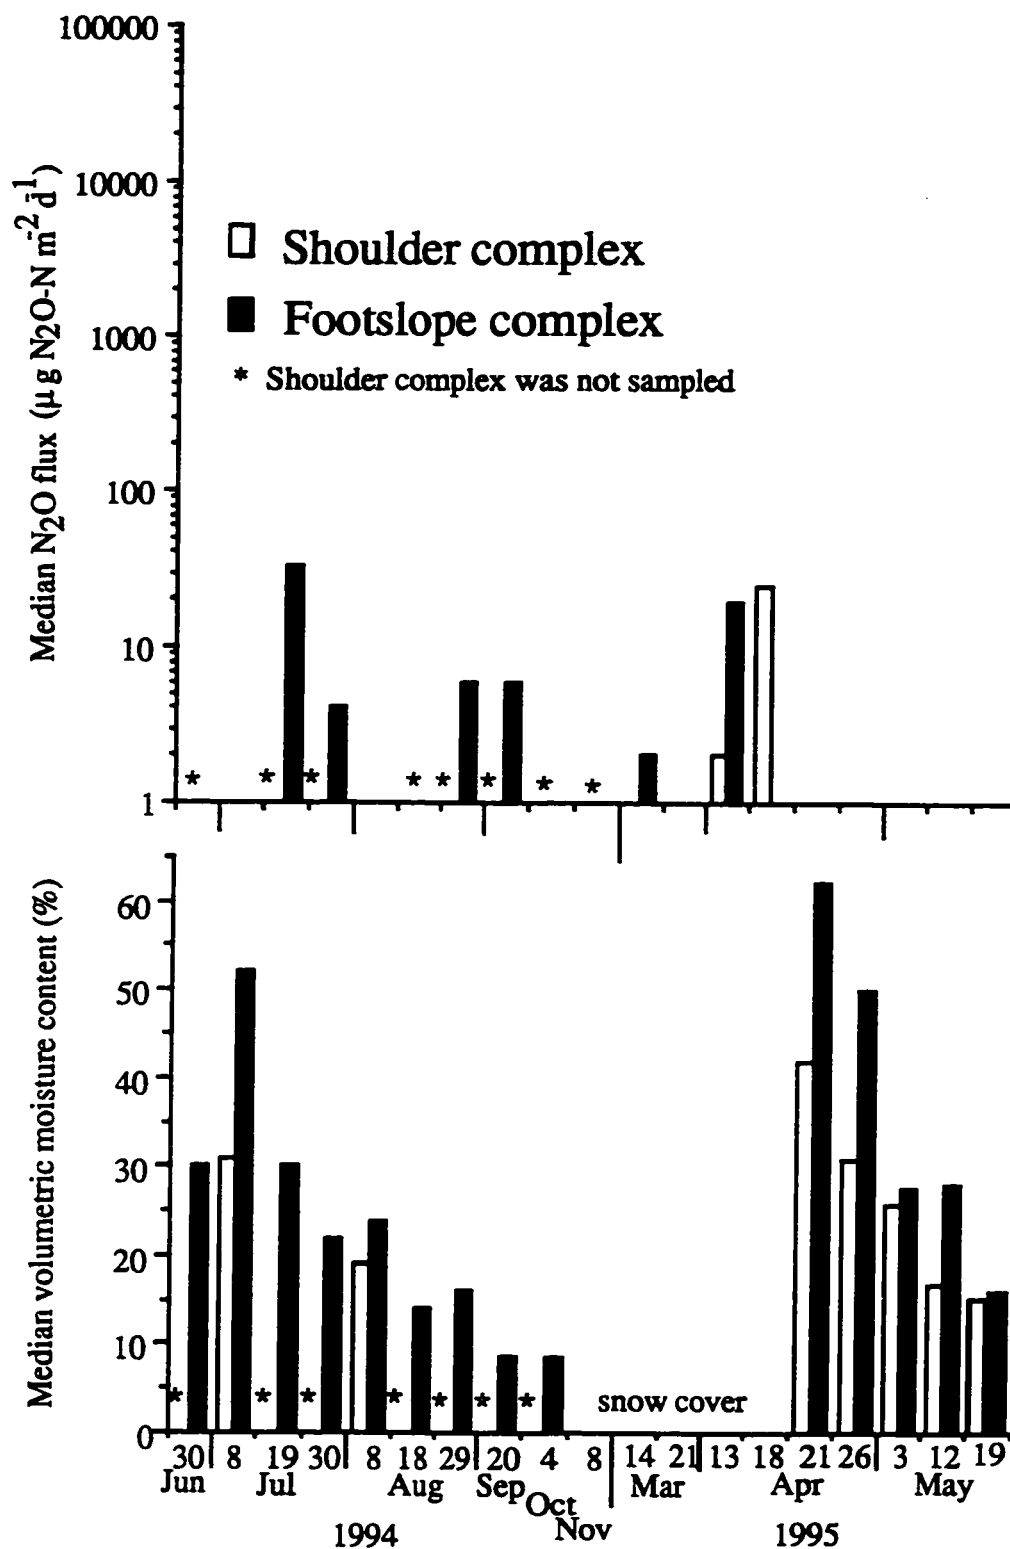 100000
10000
1000
100
10
1
Median N2O flux (µg N2O-N m-2 d-1)
Shoulder complex
Footslope complex
* Shoulder complex was not sampled
* * * * * * * *
60
50
40
30
20
10
0
Median volumetric moisture content (%)
* * * * * * *
snow cover
30 8 19 30 8 18 29 20 4 8 14 21 13 18 21 26 3 12 19
Jun Jul Aug Sep Oct Nov Mar Apr May
1994 1995